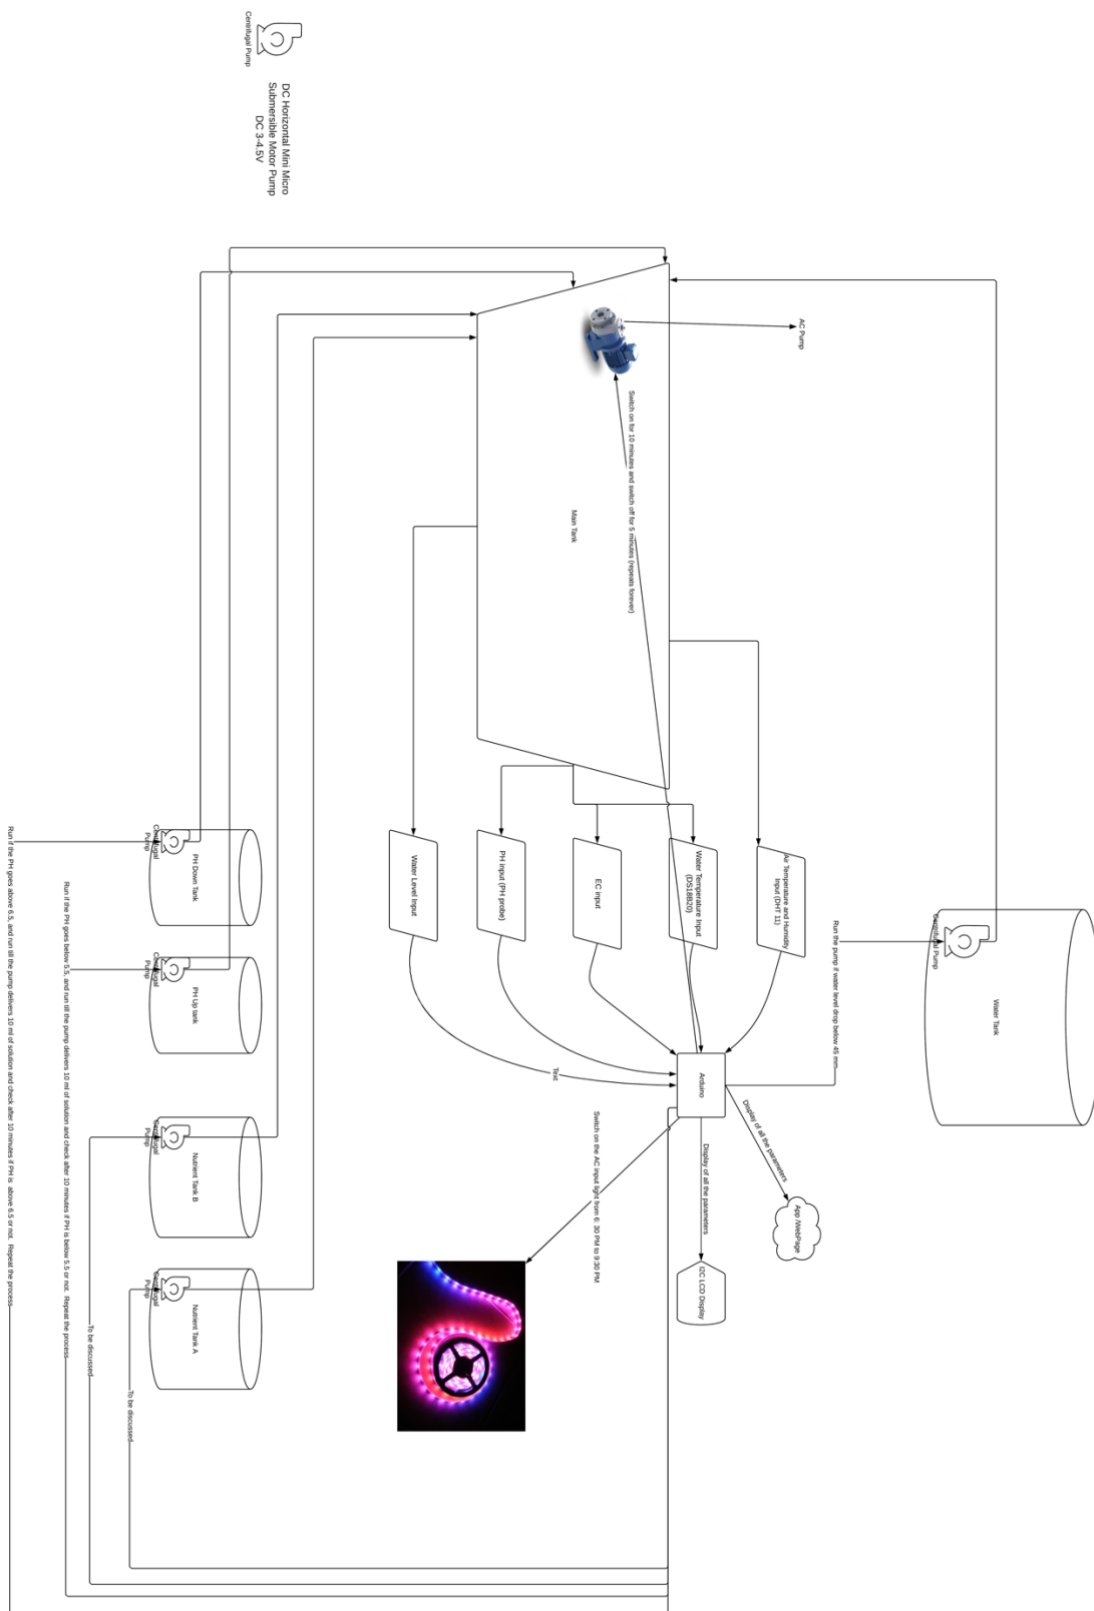 Centrifugal Pump
DC Horizontal Mini Micro
Submersible Motor Pump
DC 3-4.5V
AC Pump
Switch on for 10 minutes and switch off for 5 minutes (repeats forever)
Main Tank
Water Tank
Centrifugal Pump
Run the pump if water level drop below 45 mm
Air Temperature and Humidity
Input (DHT 11)
Water Temperature Input
(DS18B20)
EC input
PH input (PH probe)
Water Level Input
Text
Arduino
Display of all the parameters
App /WebPage
Display of all the parameters
I2C LCD Display
Switch on the AC input light from 6: 30 PM to 9:30 PM
PH Down Tank
Centrifugal
Pump
PH Up tank
Centrifugal
Pump
Nutrient Tank B
Centrifugal
Pump
Nutrient Tank A
Centrifugal
Pump
To be discussed
To be discussed
Run if the PH goes below 5.5, and run till the pump delivers 10 ml of solution and check after 10 minutes if PH is below 5.5 or not. Repeat the process
Run if the PH goes above 6.5, and run till the pump delivers 10 ml of solution and check after 10 minutes if PH is above 6.5 or not. Repeat the process